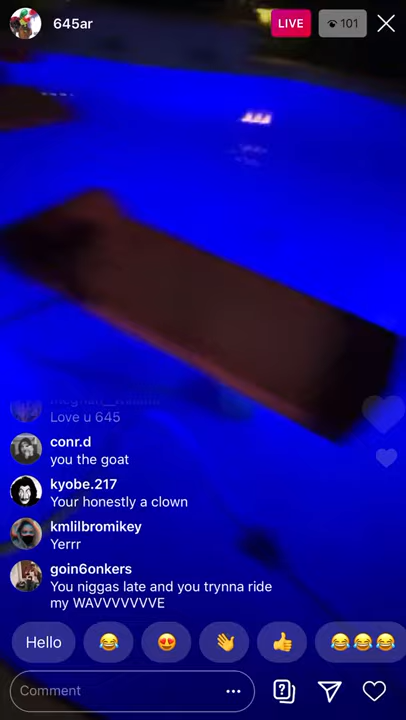 645ar
LIVE
101
Love u 645
conr.d
you the goat
kyobe.217
Your honestly a clown
kmlilbromikey
Yerrr
goin6onkers
You niggas late and you trynna ride
my WAVVVVVVVE
Hello
Comment